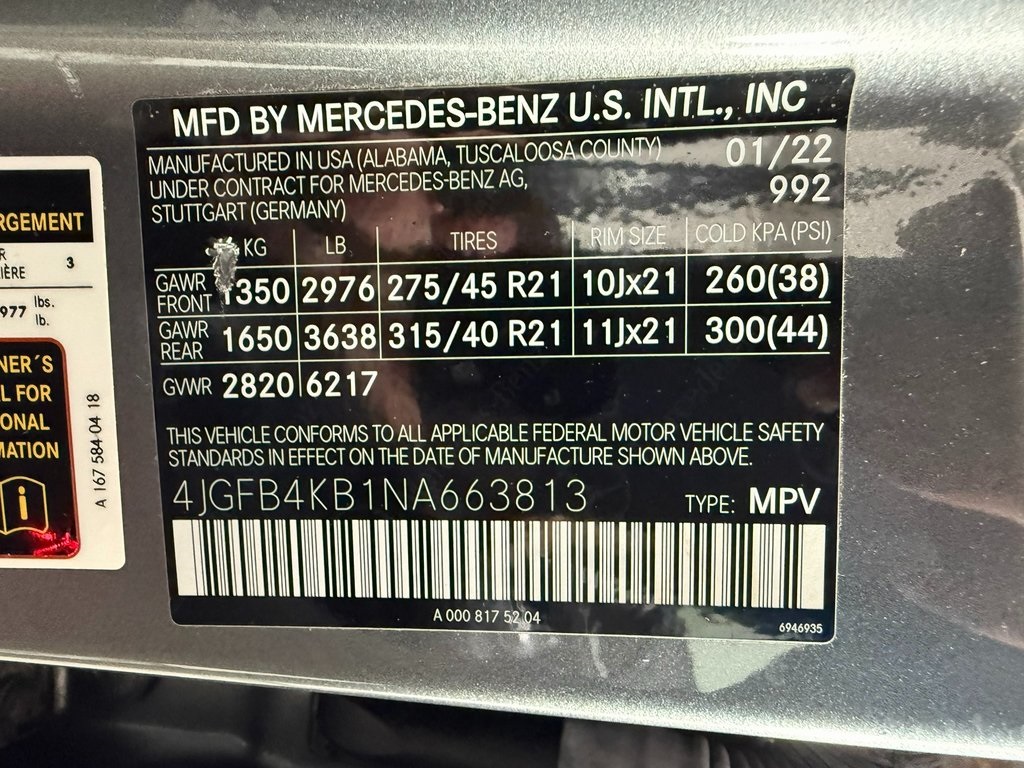 MFD BY MERCEDES-BENZ U.S. INTL., INC
MANUFACTURED IN USA (ALABAMA, TUSCALOOSA COUNTY) 01/22
UNDER CONTRACT FOR MERCEDES-BENZ AG, 992
STUTTGART (GERMANY)
KG LB TIRES RIM SIZE COLD KPA (PSI)
GAWR FRONT 1350 2976 275/45 R21 10Jx21 260(38)
GAWR REAR 1650 3638 315/40 R21 11Jx21 300(44)
GVWR 2820 6217
THIS VEHICLE CONFORMS TO ALL APPLICABLE FEDERAL MOTOR VEHICLE SAFETY
STANDARDS IN EFFECT ON THE DATE OF MANUFACTURE SHOWN ABOVE.
4JGFB4KB1NA663813 TYPE: MPV
A 000 817 52 04
6946935
RGEMENT
R
IÈRE 3
977 lbs.
lb.
NER´S
L FOR
ONAL
MATION
i
A 167 584 04 18